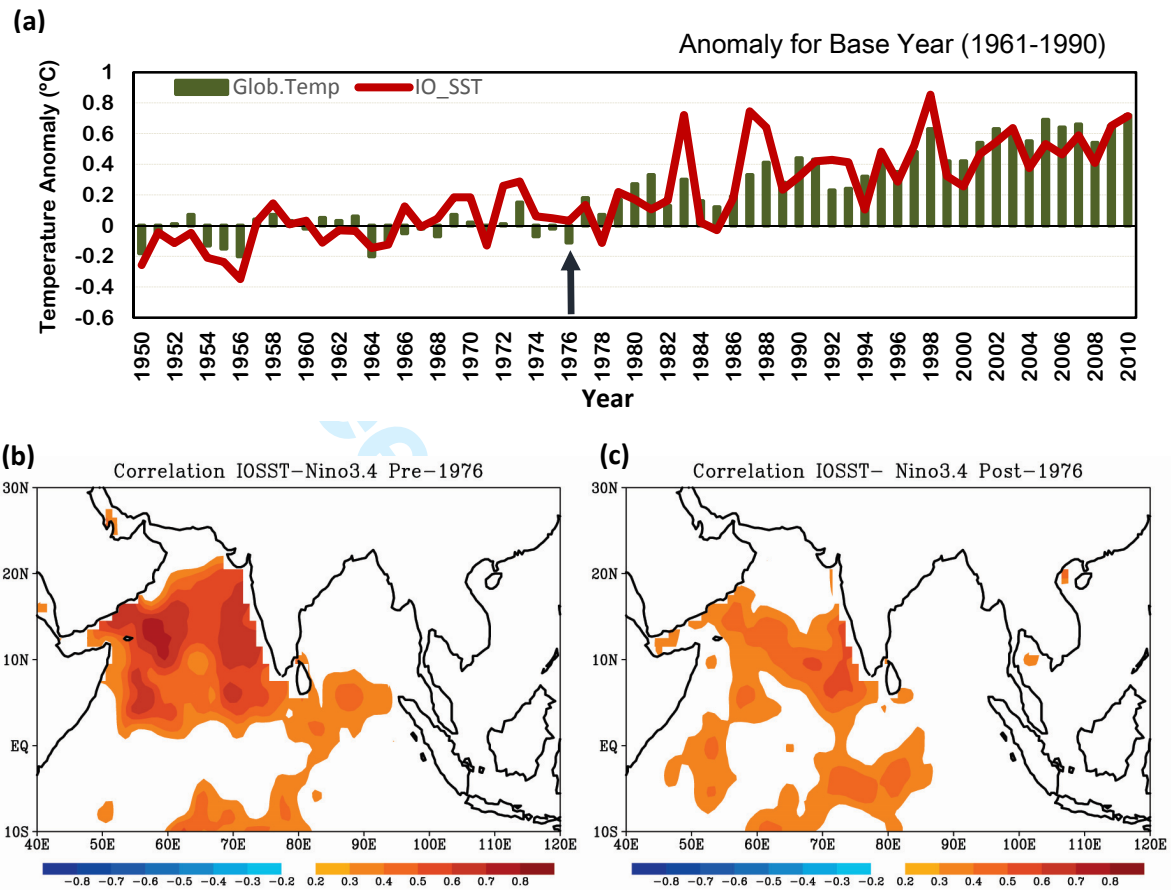 (a)
Anomaly for Base Year (1961-1990)
Glob.Temp IO_SST
Temperature Anomaly (ºC)
1
0.8
0.6
0.4
0.2
0
-0.2
-0.4
-0.6
1950 1952 1954 1956 1958 1960 1962 1964 1966 1968 1970 1972 1974 1976 1978 1980 1982 1984 1986 1988 1990 1992 1994 1996 1998 2000 2002 2004 2006 2008 2010
Year
(b)
Correlation IOSST-Nino3.4 Pre-1976
30N
20N
10N
EQ
10S
40E 50E 60E 70E 80E 90E 100E 110E 120E
-0.8 -0.7 -0.6 -0.5 -0.4 -0.3 -0.2 0.2 0.3 0.4 0.5 0.6 0.7 0.8
(c)
Correlation IOSST- Nino3.4 Post-1976
30N
20N
10N
EQ
10S
40E 50E 60E 70E 80E 90E 100E 110E 120E
-0.8 -0.7 -0.6 -0.5 -0.4 -0.3 -0.2 0.2 0.3 0.4 0.5 0.6 0.7 0.8